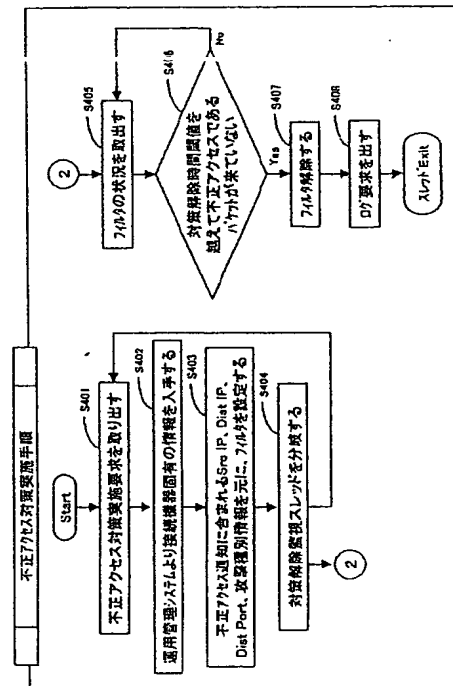 不正アクセス対策実施手順
Start
S401
不正アクセス対策実施要求を取り出す
S402
運用管理システムより接続機器固有の情報を入手する
S403
不正アクセス通知に含まれるSrc IP、Dist IP、
Dist Port、攻撃種別情報を元に、フィルタを設定する
S404
対策解除監視スレッドを分岐する
2
2
S405
フィルタの状況を取出す
S406
対策解除時間閾値を
越えて不正アクセスである
パケットが来ていない
No
Yes
S407
フィルタ解除する
S408
ログ要求を出す
スレッドExit